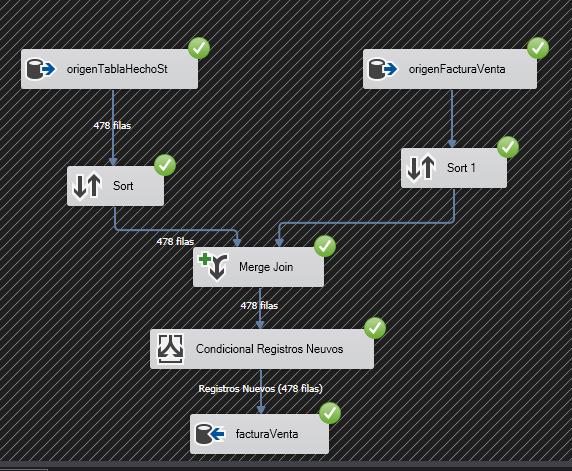 origenTablaHechoSt
origenFacturaVenta
478 filas
Sort
Sort 1
478 filas
Merge Join
478 filas
Condicional Registros Neuvos
Registros Nuevos (478 filas)
facturaVenta